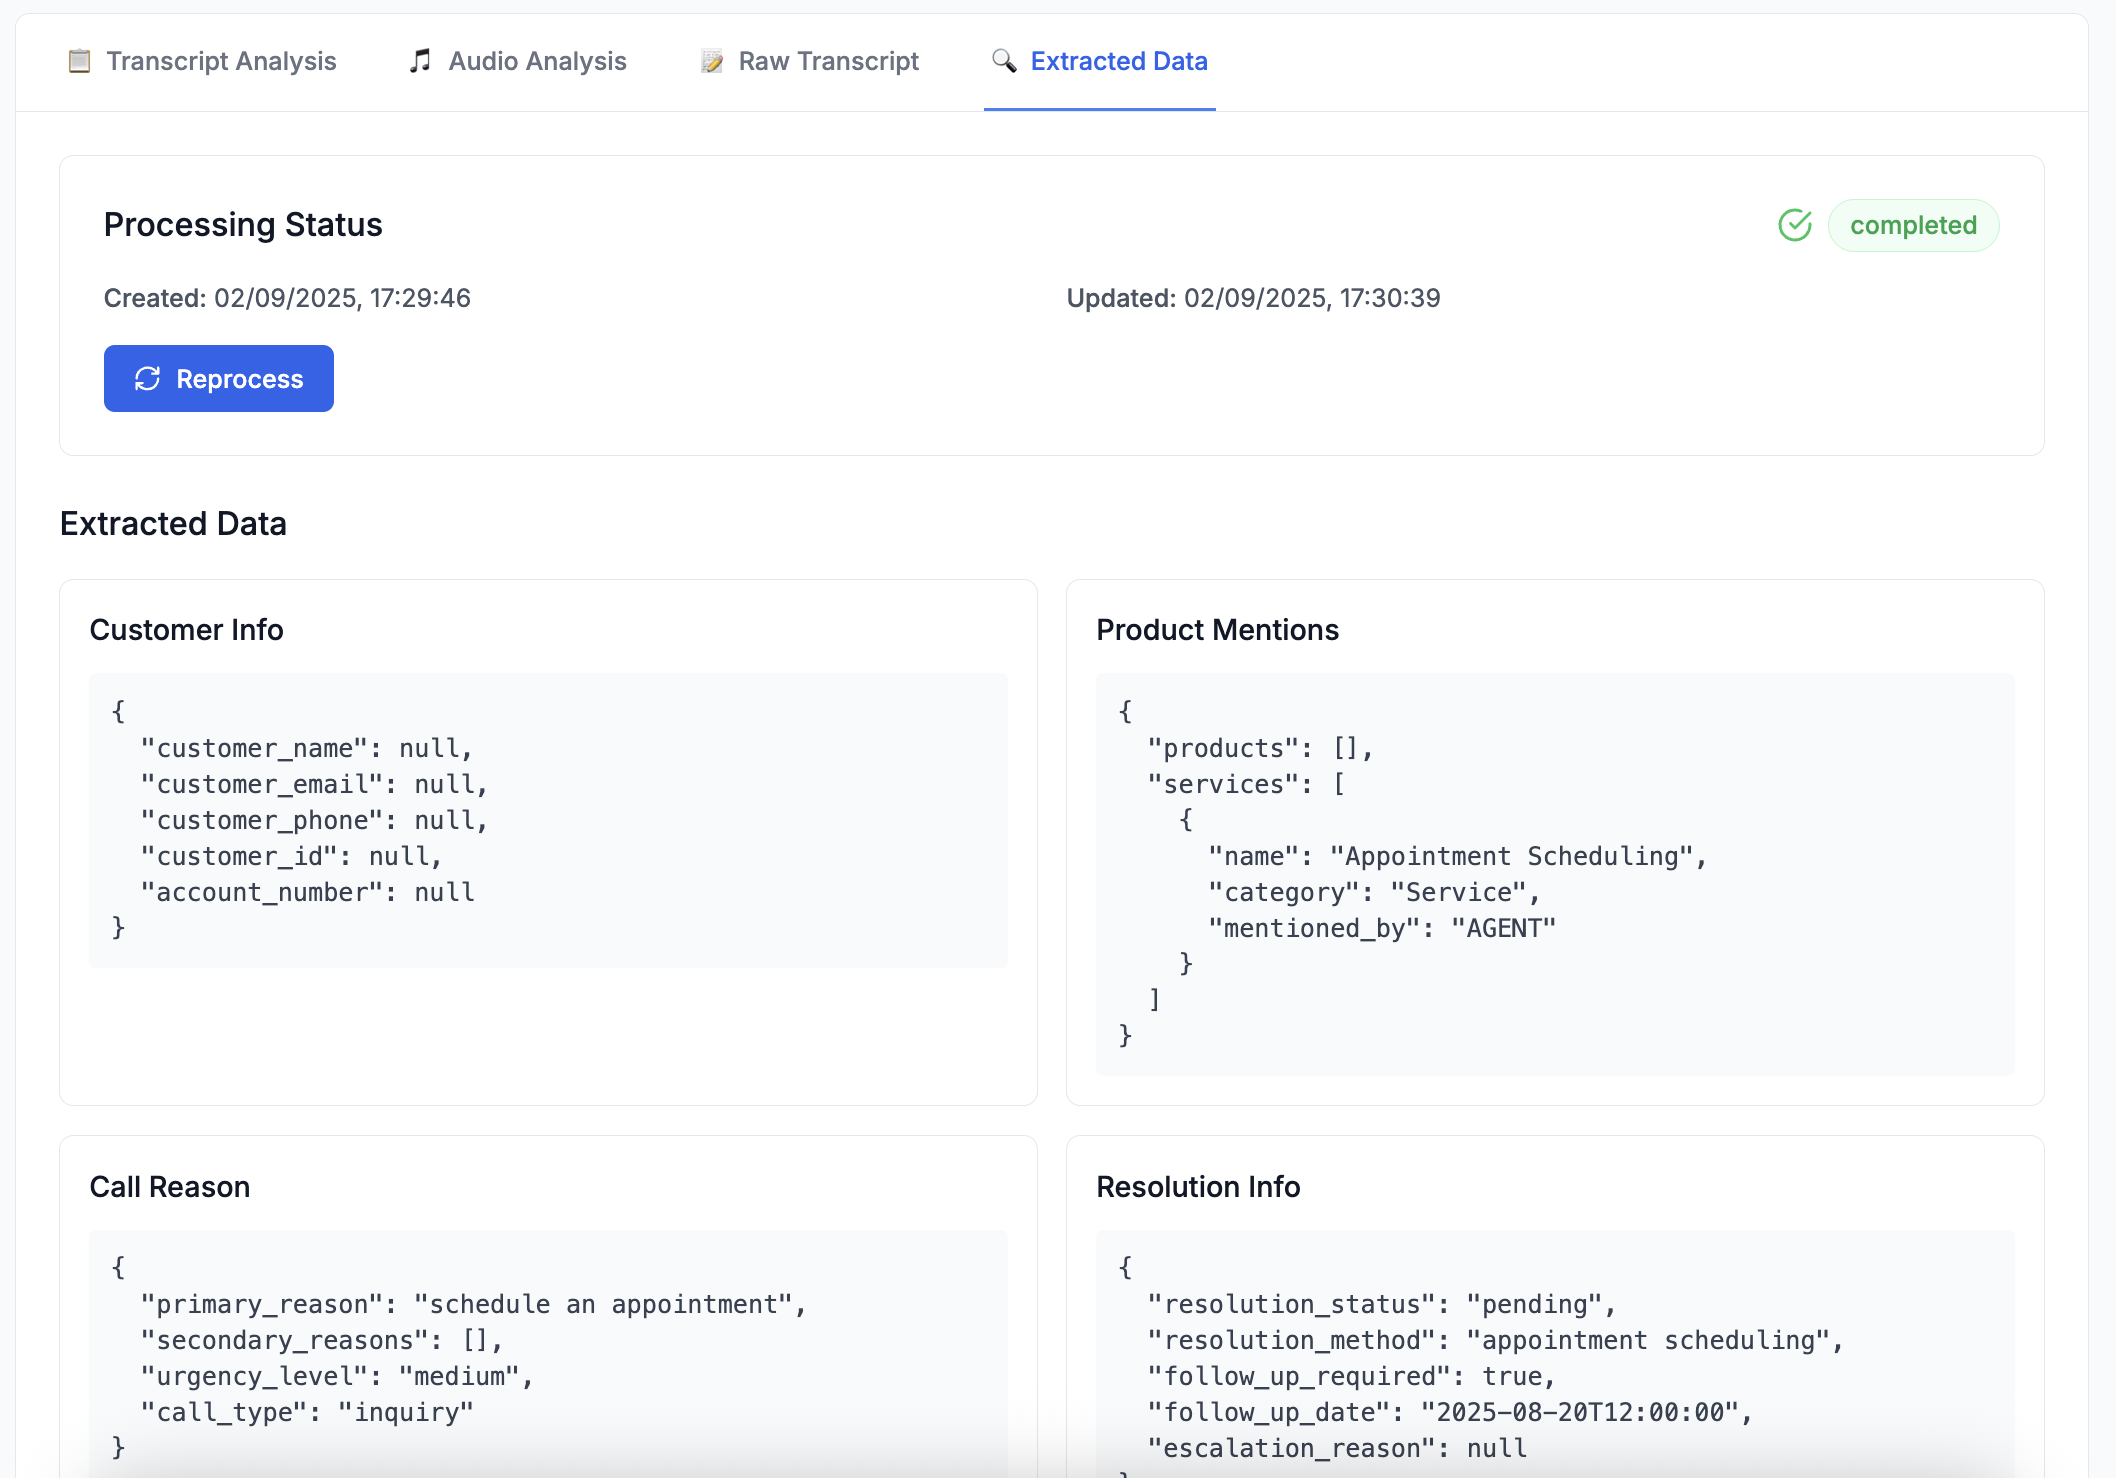 Transcript Analysis
Audio Analysis
Raw Transcript
Extracted Data
Processing Status
completed
Created: 02/09/2025, 17:29:46
Updated: 02/09/2025, 17:30:39
Reprocess
Extracted Data
Customer Info
{
  "customer_name": null,
  "customer_email": null,
  "customer_phone": null,
  "customer_id": null,
  "account_number": null
}
Product Mentions
{
  "products": [],
  "services": [
    {
      "name": "Appointment Scheduling",
      "category": "Service",
      "mentioned_by": "AGENT"
    }
  ]
}
Call Reason
{
  "primary_reason": "schedule an appointment",
  "secondary_reasons": [],
  "urgency_level": "medium",
  "call_type": "inquiry"
}
Resolution Info
{
  "resolution_status": "pending",
  "resolution_method": "appointment scheduling",
  "follow_up_required": true,
  "follow_up_date": "2025-08-20T12:00:00",
  "escalation_reason": null
}